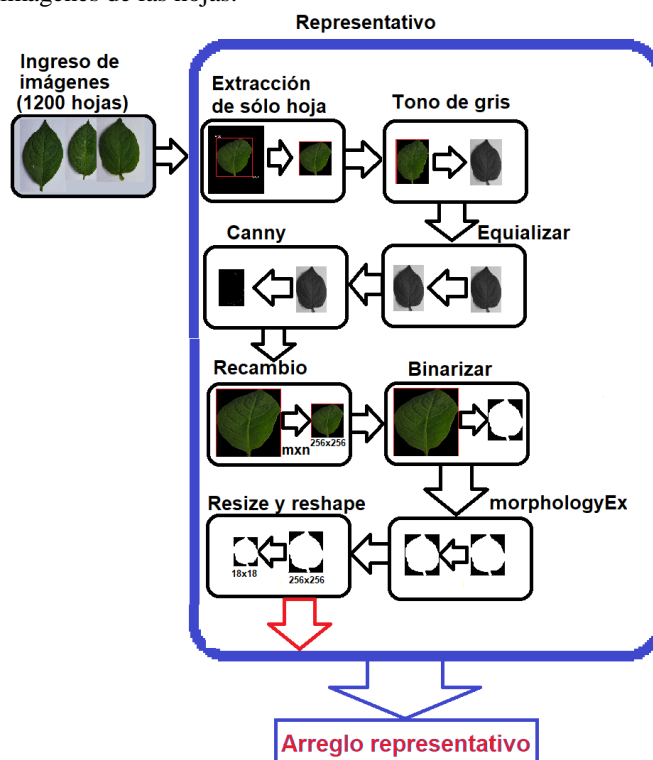 imágenes de las hojas.
Representativo
Ingreso de
imágenes
(1200 hojas)
Extracción
de sólo hoja
Tono de gris
Canny
Equializar
Recambio
Binarizar
mxn
256x256
Resize y reshape
morphologyEx
18x18
256x256
Arreglo representativo